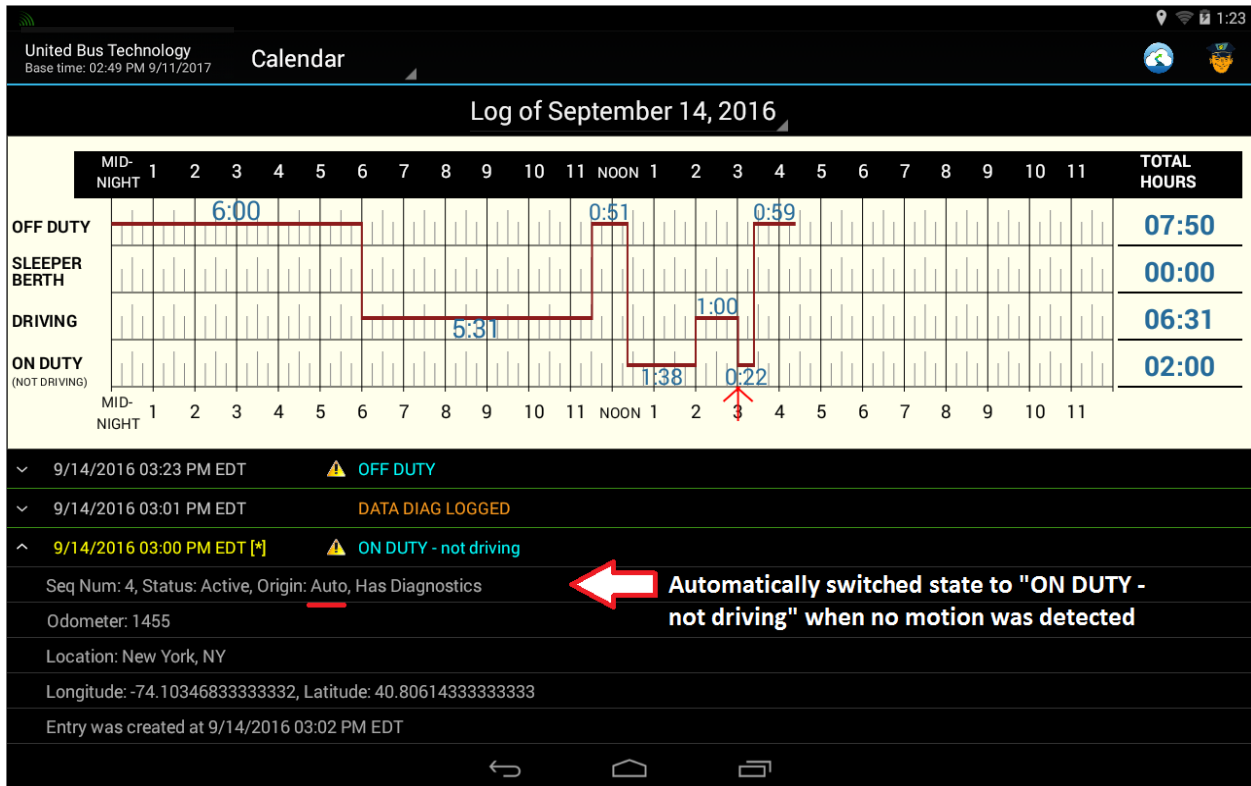 1:23
United Bus Technology
Base time: 02:49 PM 9/11/2017
Calendar
Log of September 14, 2016
MID-
NIGHT 1 2 3 4 5 6 7 8 9 10 11 NOON 1 2 3 4 5 6 7 8 9 10 11
TOTAL
HOURS
6:00 0:51 0:59
OFF DUTY 07:50
SLEEPER
BERTH 00:00
1:00
DRIVING 06:31
5:31
ON DUTY 02:00
(NOT DRIVING)
1:38 0:22
MID-
NIGHT 1 2 3 4 5 6 7 8 9 10 11 NOON 1 2 3 4 5 6 7 8 9 10 11
9/14/2016 03:23 PM EDT OFF DUTY
9/14/2016 03:01 PM EDT DATA DIAG LOGGED
9/14/2016 03:00 PM EDT [*] ON DUTY - not driving
Seq Num: 4, Status: Active, Origin: Auto, Has Diagnostics
Automatically switched state to "ON DUTY -
not driving" when no motion was detected
Odometer: 1455
Location: New York, NY
Longitude: -74.10346833333332, Latitude: 40.80614333333333
Entry was created at 9/14/2016 03:02 PM EDT